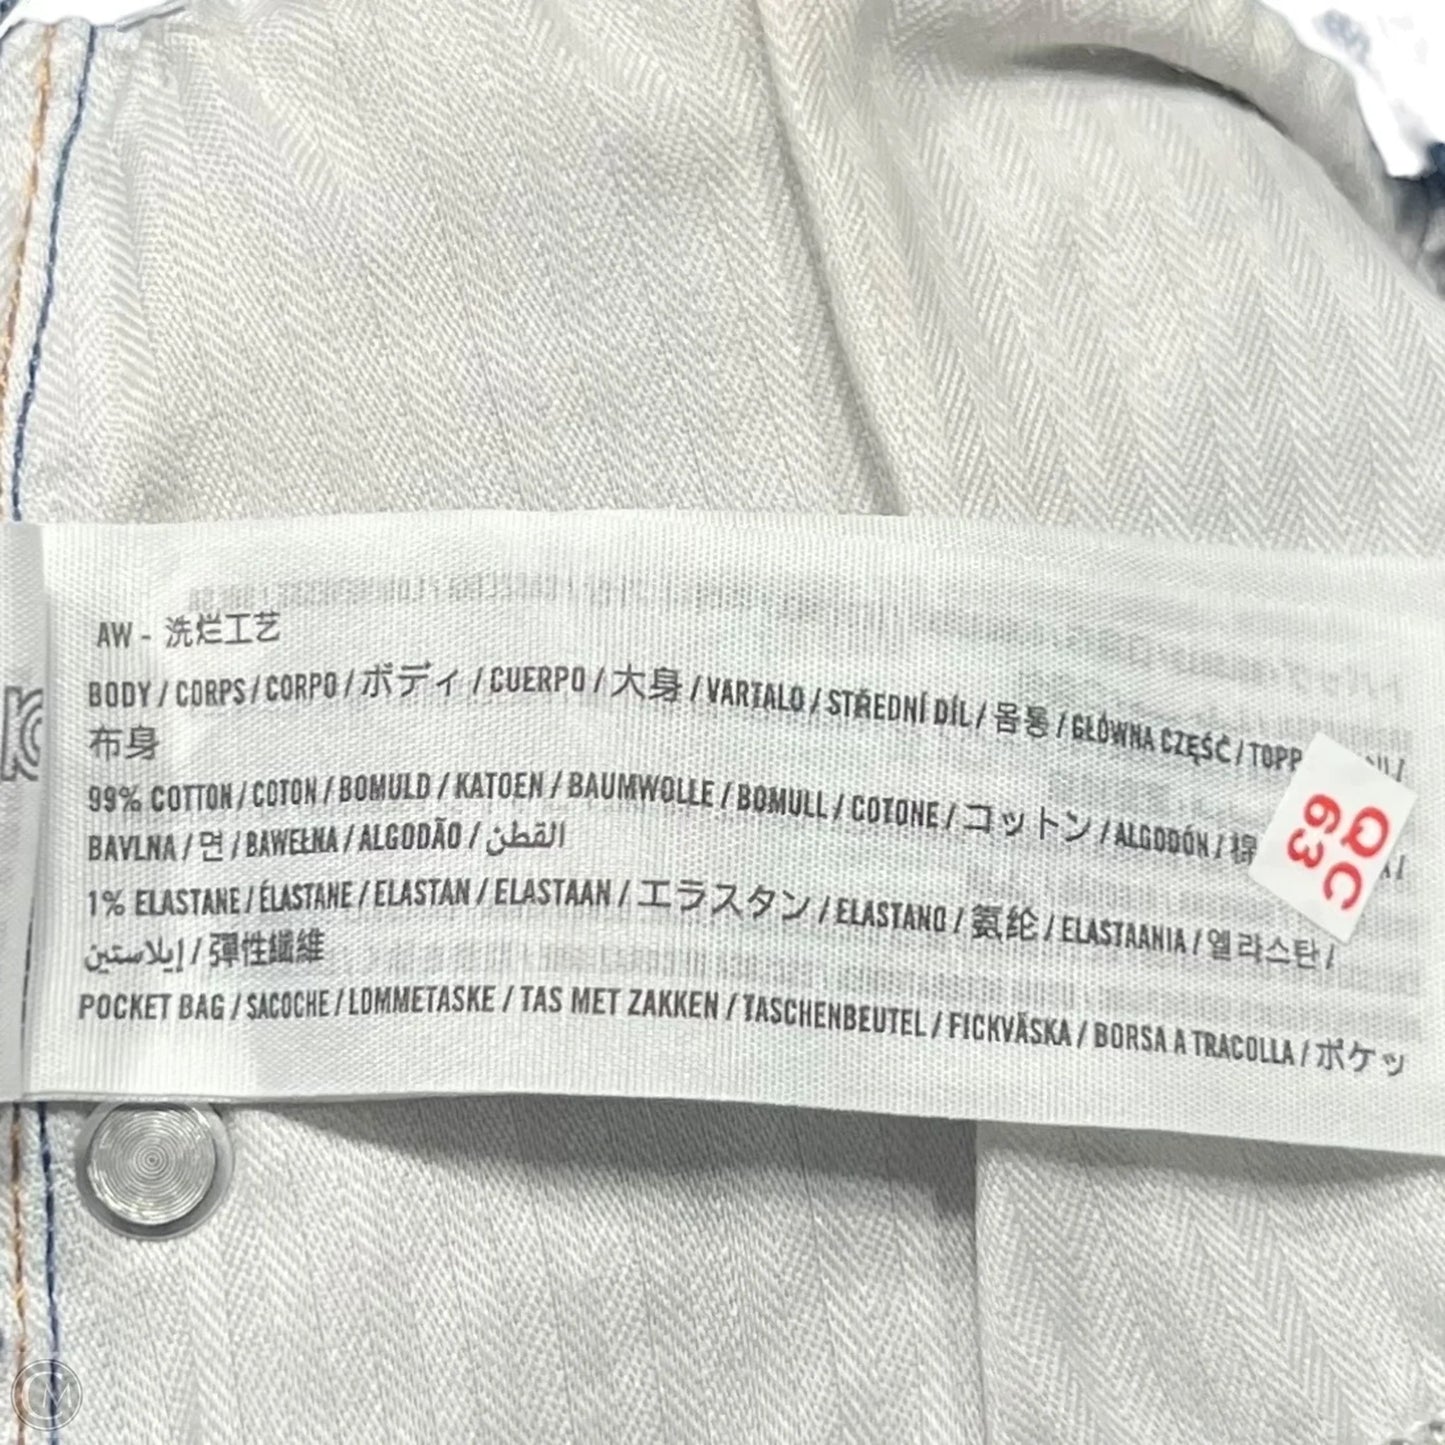 AW - 洗烂工艺
BODY / CORPS / CORPO / ボディ / CUERPO / 大身 / VARTALO / STŘEDNÍ DÍL / 몸통 / GŁÓWNA CZĘŚĆ / TOPP
布身
99% COTTON / COTON / BOMULD / KATOEN / BAUMWOLLE / BOMULL / COTONE / コットン / ALGODÓN / 棉
BAVLNA / 면 / BAWEŁNA / ALGODÃO / القطن
1% ELASTANE / ÉLASTANE / ELASTAN / ELASTAAN / エラスタン / ELASTANO / 氨纶 / ELASTAANIA / 엘라스탄 /
إيلاستين / 彈性纖維
POCKET BAG / SACOCHE / LOMMETASKE / TAS MET ZAKKEN / TASCHENBEUTEL / FICKVÄSKA / BORSA A TRACOLLA / ポケッ
QC
63
CM